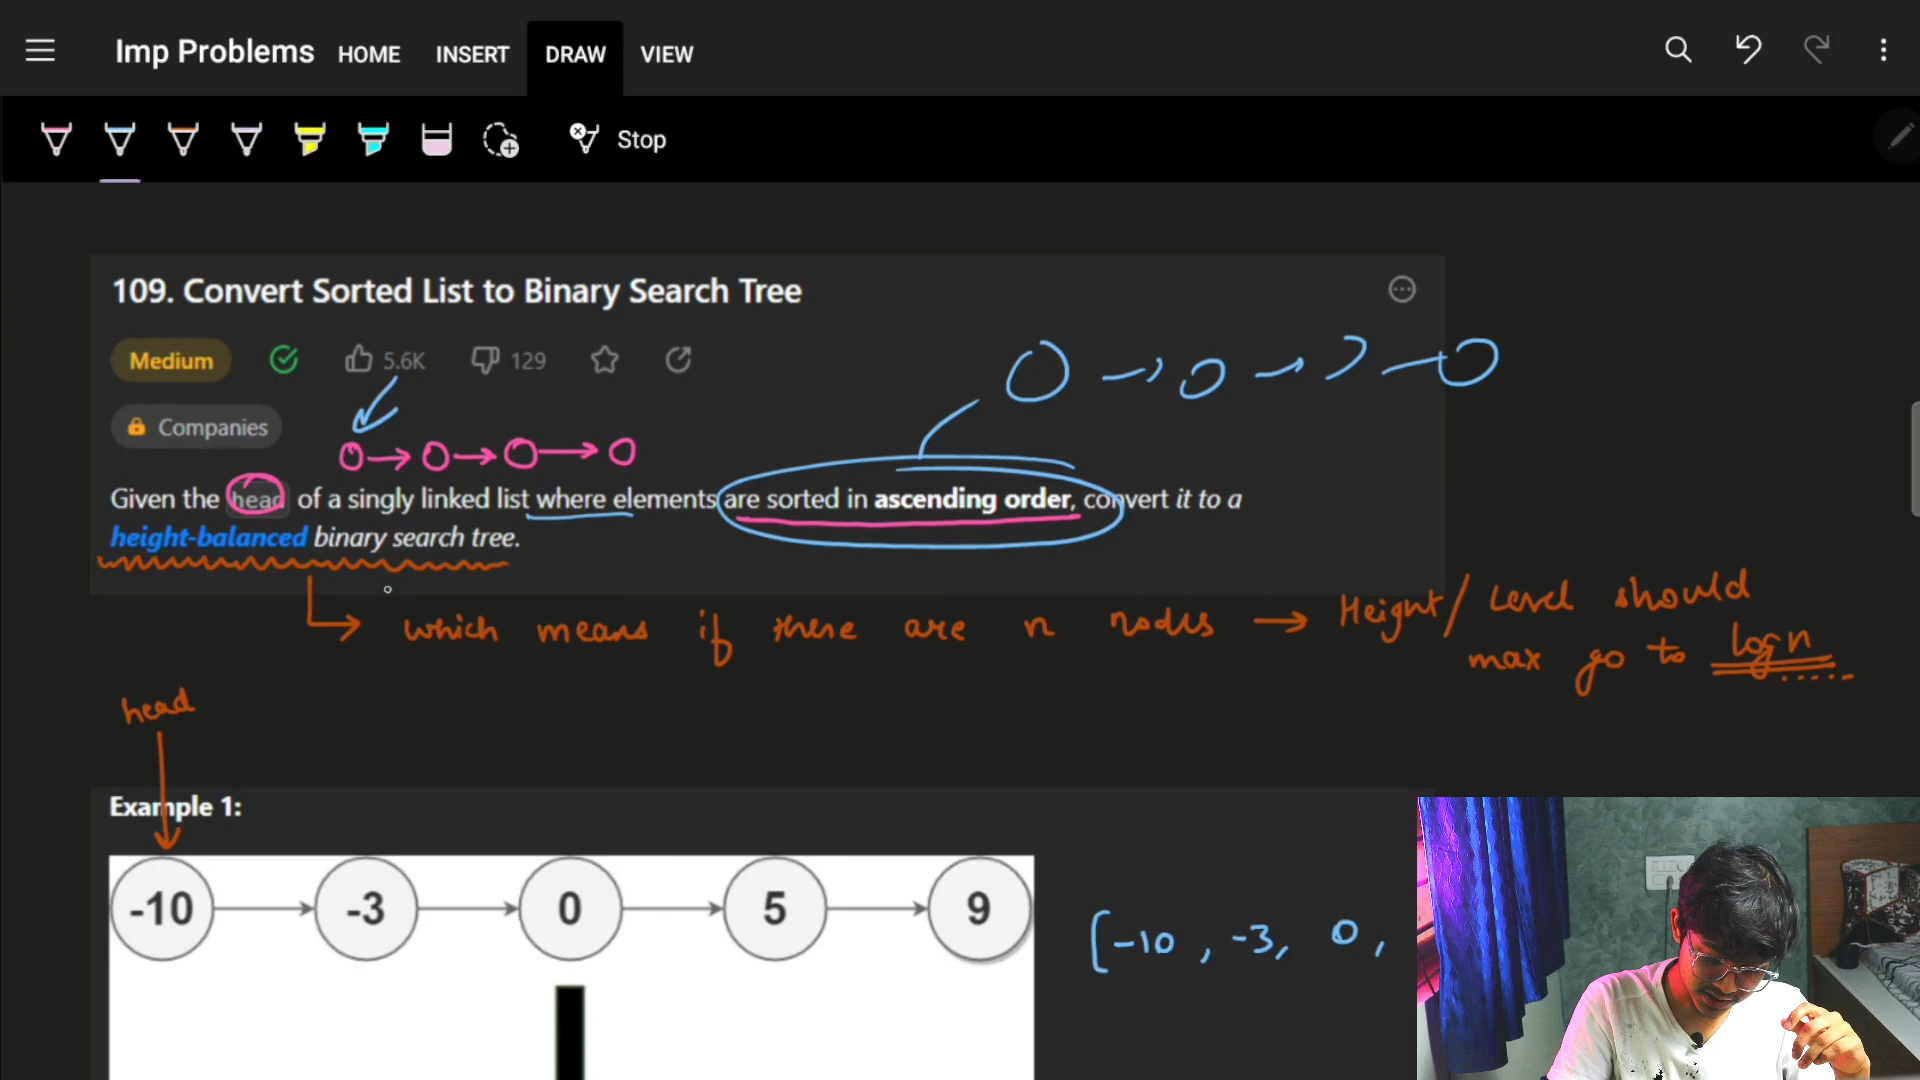 Imp Problems HOME INSERT DRAW VIEW
Stop
109. Convert Sorted List to Binary Search Tree
Medium 5.6K 129
Companies
Given the head of a singly linked list where elements are sorted in ascending order, convert it to a
height-balanced binary search tree.
which means if there are n nodes → Height/Level should
max go to log n
head
Example 1:
-10 -3 0 5 9
[-10, -3, 0,